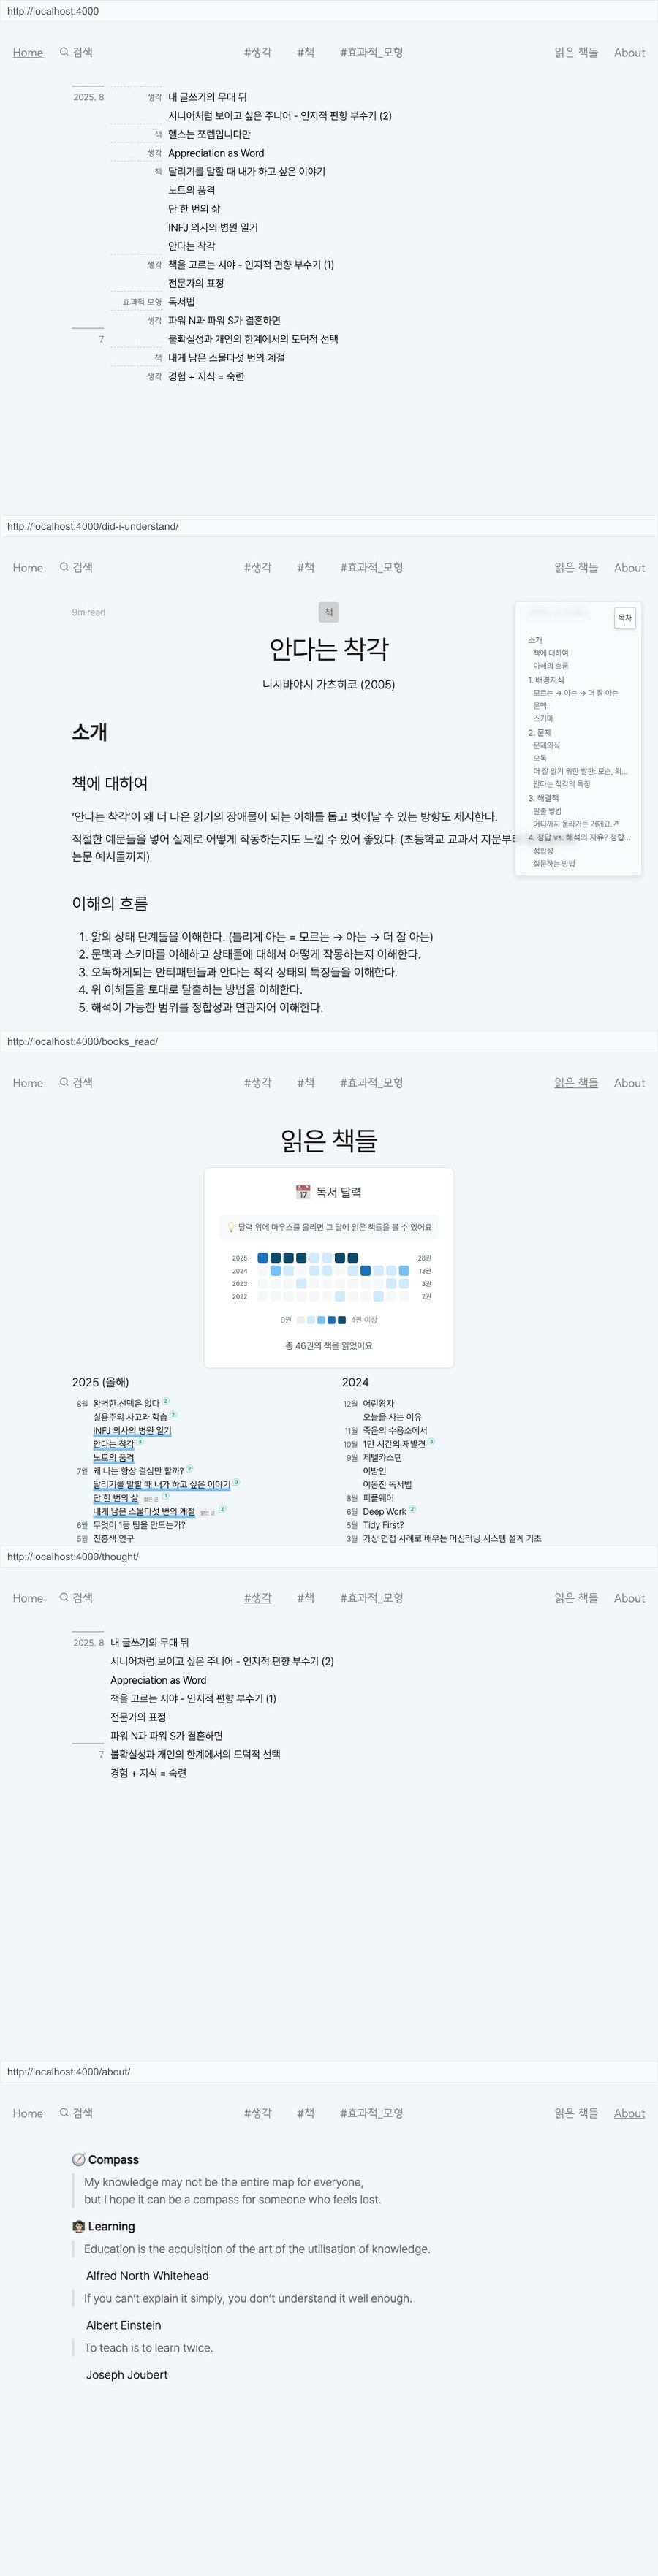 http://localhost:4000
Home 검색 #생각 #책 #효과적_모형 읽은 책들 About
2025. 8 생각 내 글쓰기의 무대 뒤
시니어처럼 보이고 싶은 주니어 - 인지적 편향 부수기 (2)
책 헬스는 쪼렙입니다만
생각 Appreciation as Word
책 달리기를 말할 때 내가 하고 싶은 이야기
노트의 품격
단 한 번의 삶
INFJ 의사의 병원 일기
안다는 착각
생각 책을 고르는 시야 - 인지적 편향 부수기 (1)
전문가의 표정
효과적 모형 독서법
생각 파워 N과 파워 S가 결혼하면
7 불확실성과 개인의 한계에서의 도덕적 선택
책 내게 남은 스물다섯 번의 계절
생각 경험 + 지식 = 숙련
http://localhost:4000/did-i-understand/
Home 검색 #생각 #책 #효과적_모형 읽은 책들 About
9m read 책
안다는 착각
니시바야시 가츠히코 (2005)
소개
책에 대하여
‘안다는 착각’이 왜 더 나은 읽기의 장애물이 되는 이해를 돕고 벗어날 수 있는 방향도 제시한다.
적절한 예문들을 넣어 실제로 어떻게 작동하는지도 느낄 수 있어 좋았다. (초등학교 교과서 지문부터
논문 예시들까지)
이해의 흐름
1. 앎의 상태 단계들을 이해한다. (틀리게 아는 = 모르는 → 아는 → 더 잘 아는)
2. 문맥과 스키마를 이해하고 상태들에 대해서 어떻게 작동하는지 이해한다.
3. 오독하게되는 안티패턴들과 안다는 착각 상태의 특징들을 이해한다.
4. 위 이해들을 토대로 탈출하는 방법을 이해한다.
5. 해석이 가능한 범위를 정합성과 연관지어 이해한다.
목차
소개
책에 대하여
이해의 흐름
1. 배경지식
모르는 → 아는 → 더 잘 아는
문맥
스키마
2. 문제
문제의식
오독
더 잘 알기 위한 발판: 모순, 의...
안다는 착각의 특징
3. 해결책
탈출 방법
어디까지 올라가는 거예요.↗
4. 정답 vs. 해석의 자유? 정합...
정합성
질문하는 방법
http://localhost:4000/books_read/
Home 검색 #생각 #책 #효과적_모형 읽은 책들 About
읽은 책들
독서 달력
달력 위에 마우스를 올리면 그 달에 읽은 책들을 볼 수 있어요
2025 28권
2024 13권
2023 3권
2022 2권
0권 4권 이상
총 46권의 책을 읽었어요
2025 (올해)
8월 완벽한 선택은 없다 2
실용주의 사고와 학습 2
INFJ 의사의 병원 일기
안다는 착각 3
노트의 품격
7월 왜 나는 항상 결심만 할까? 3
달리기를 말할 때 내가 하고 싶은 이야기 3
단 한 번의 삶 짧은 글 1
내게 남은 스물다섯 번의 계절 짧은 글 2
6월 무엇이 1등 팀을 만드는가?
5월 진홍색 연구
2024
12월 어린왕자
오늘을 사는 이유
11월 죽음의 수용소에서
10월 1만 시간의 재발견 3
9월 제텔카스텐
이방인
이동진 독서법
8월 피플웨어
6월 Deep Work 2
5월 Tidy First?
3월 가상 면접 사례로 배우는 머신러닝 시스템 설계 기초
http://localhost:4000/thought/
Home 검색 #생각 #책 #효과적_모형 읽은 책들 About
2025. 8 내 글쓰기의 무대 뒤
시니어처럼 보이고 싶은 주니어 - 인지적 편향 부수기 (2)
Appreciation as Word
책을 고르는 시야 - 인지적 편향 부수기 (1)
전문가의 표정
파워 N과 파워 S가 결혼하면
7 불확실성과 개인의 한계에서의 도덕적 선택
경험 + 지식 = 숙련
http://localhost:4000/about/
Home 검색 #생각 #책 #효과적_모형 읽은 책들 About
Compass
My knowledge may not be the entire map for everyone,
but I hope it can be a compass for someone who feels lost.
Learning
Education is the acquisition of the art of the utilisation of knowledge.
Alfred North Whitehead
If you can’t explain it simply, you don’t understand it well enough.
Albert Einstein
To teach is to learn twice.
Joseph Joubert